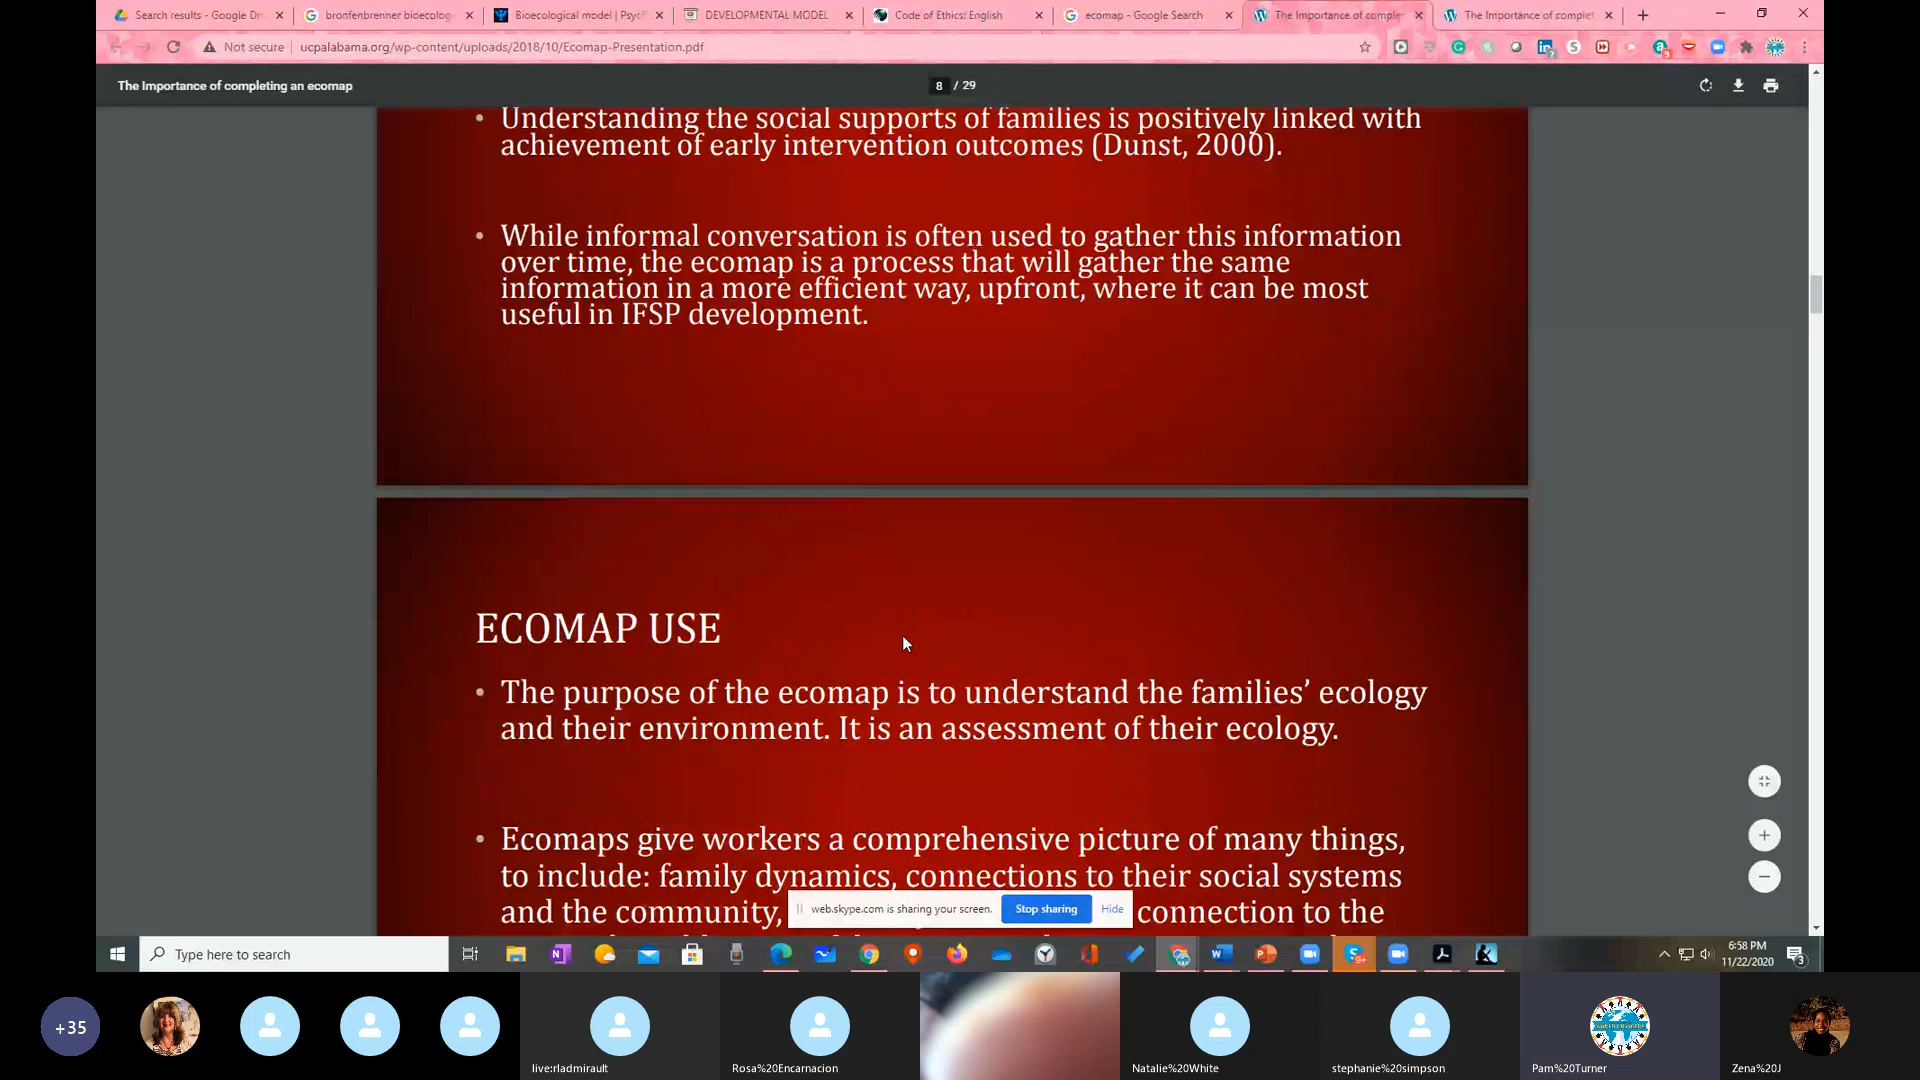 Search results - Google Dri
bronfenbrenner bioecolog
Bioecological model | Psycf
DEVELOPMENTAL MODEL
Code of Ethics: English
ecomap - Google Search
The Importance of complet
The Importance of complet
Not secure
ucpalabama.org/wp-content/uploads/2018/10/Ecomap-Presentation.pdf
The Importance of completing an ecomap
8 / 29
• Understanding the social supports of families is positively linked with
achievement of early intervention outcomes (Dunst, 2000).
• While informal conversation is often used to gather this information
over time, the ecomap is a process that will gather the same
information in a more efficient way, upfront, where it can be most
useful in IFSP development.
ECOMAP USE
• The purpose of the ecomap is to understand the families’ ecology
and their environment. It is an assessment of their ecology.
• Ecomaps give workers a comprehensive picture of many things,
to include: family dynamics, connections to their social systems
and the community,
connection to the
web.skype.com is sharing your screen.
Stop sharing
Hide
Type here to search
6:58 PM
11/22/2020
+35
live:rladmirault
Rosa%20Encarnacion
Natalie%20White
stephanie%20simpson
Pam%20Turner
Zena%20J